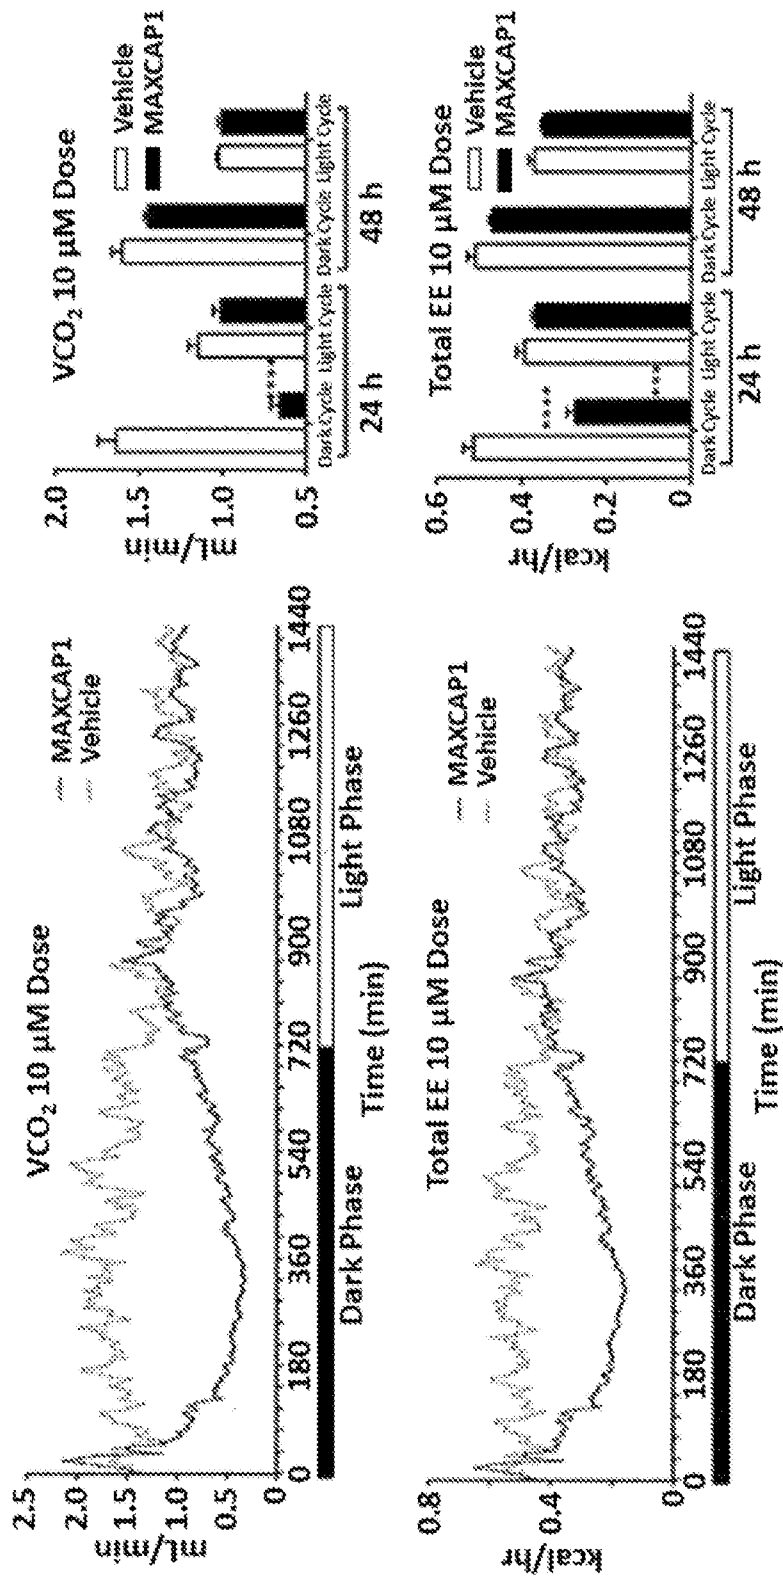 VCO2 10 µM Dose
MAXCAP1
Vehicle
2.5
2.0
1.5
1.0
0.5
0
mL/min
0 180 360 540 720 900 1080 1260 1440
Dark Phase Light Phase
Time (min)
VCO2 10 µM Dose
Vehicle
MAXCAP1
2.0
1.5
1.0
0.5
mL/min
*****
Dark Cycle Light Cycle Dark Cycle Light Cycle
24 h 48 h
Total EE 10 µM Dose
MAXCAP1
Vehicle
0.8
0.4
0
kcal/hr
0 180 360 540 720 900 1080 1260 1440
Dark Phase Light Phase
Time (min)
Total EE 10 µM Dose
Vehicle
MAXCAP1
0.6
0.4
0.2
0
kcal/hr
****
***
Dark Cycle Light Cycle Dark Cycle Light Cycle
24 h 48 h